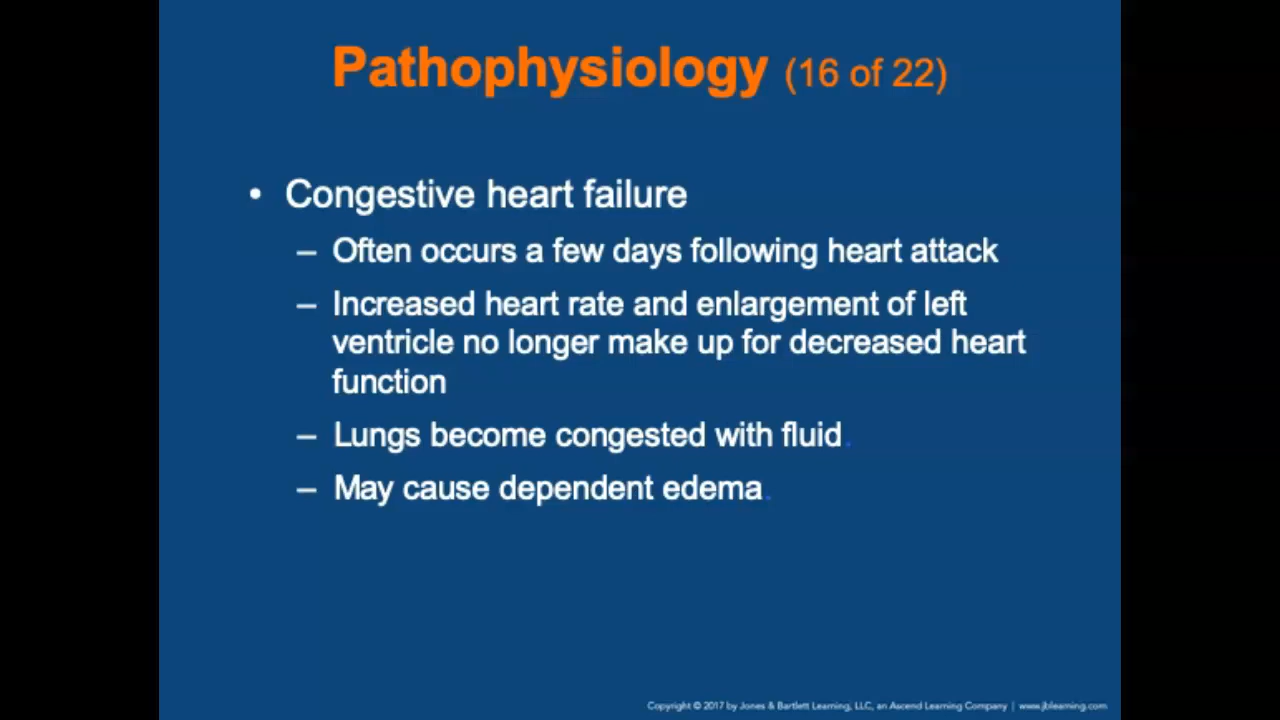 Pathophysiology (16 of 22)
• Congestive heart failure
– Often occurs a few days following heart attack
– Increased heart rate and enlargement of left
ventricle no longer make up for decreased heart
function
– Lungs become congested with fluid.
– May cause dependent edema.
Copyright © 2017 by Jones & Bartlett Learning, LLC, an Ascend Learning Company | www.jblearning.com